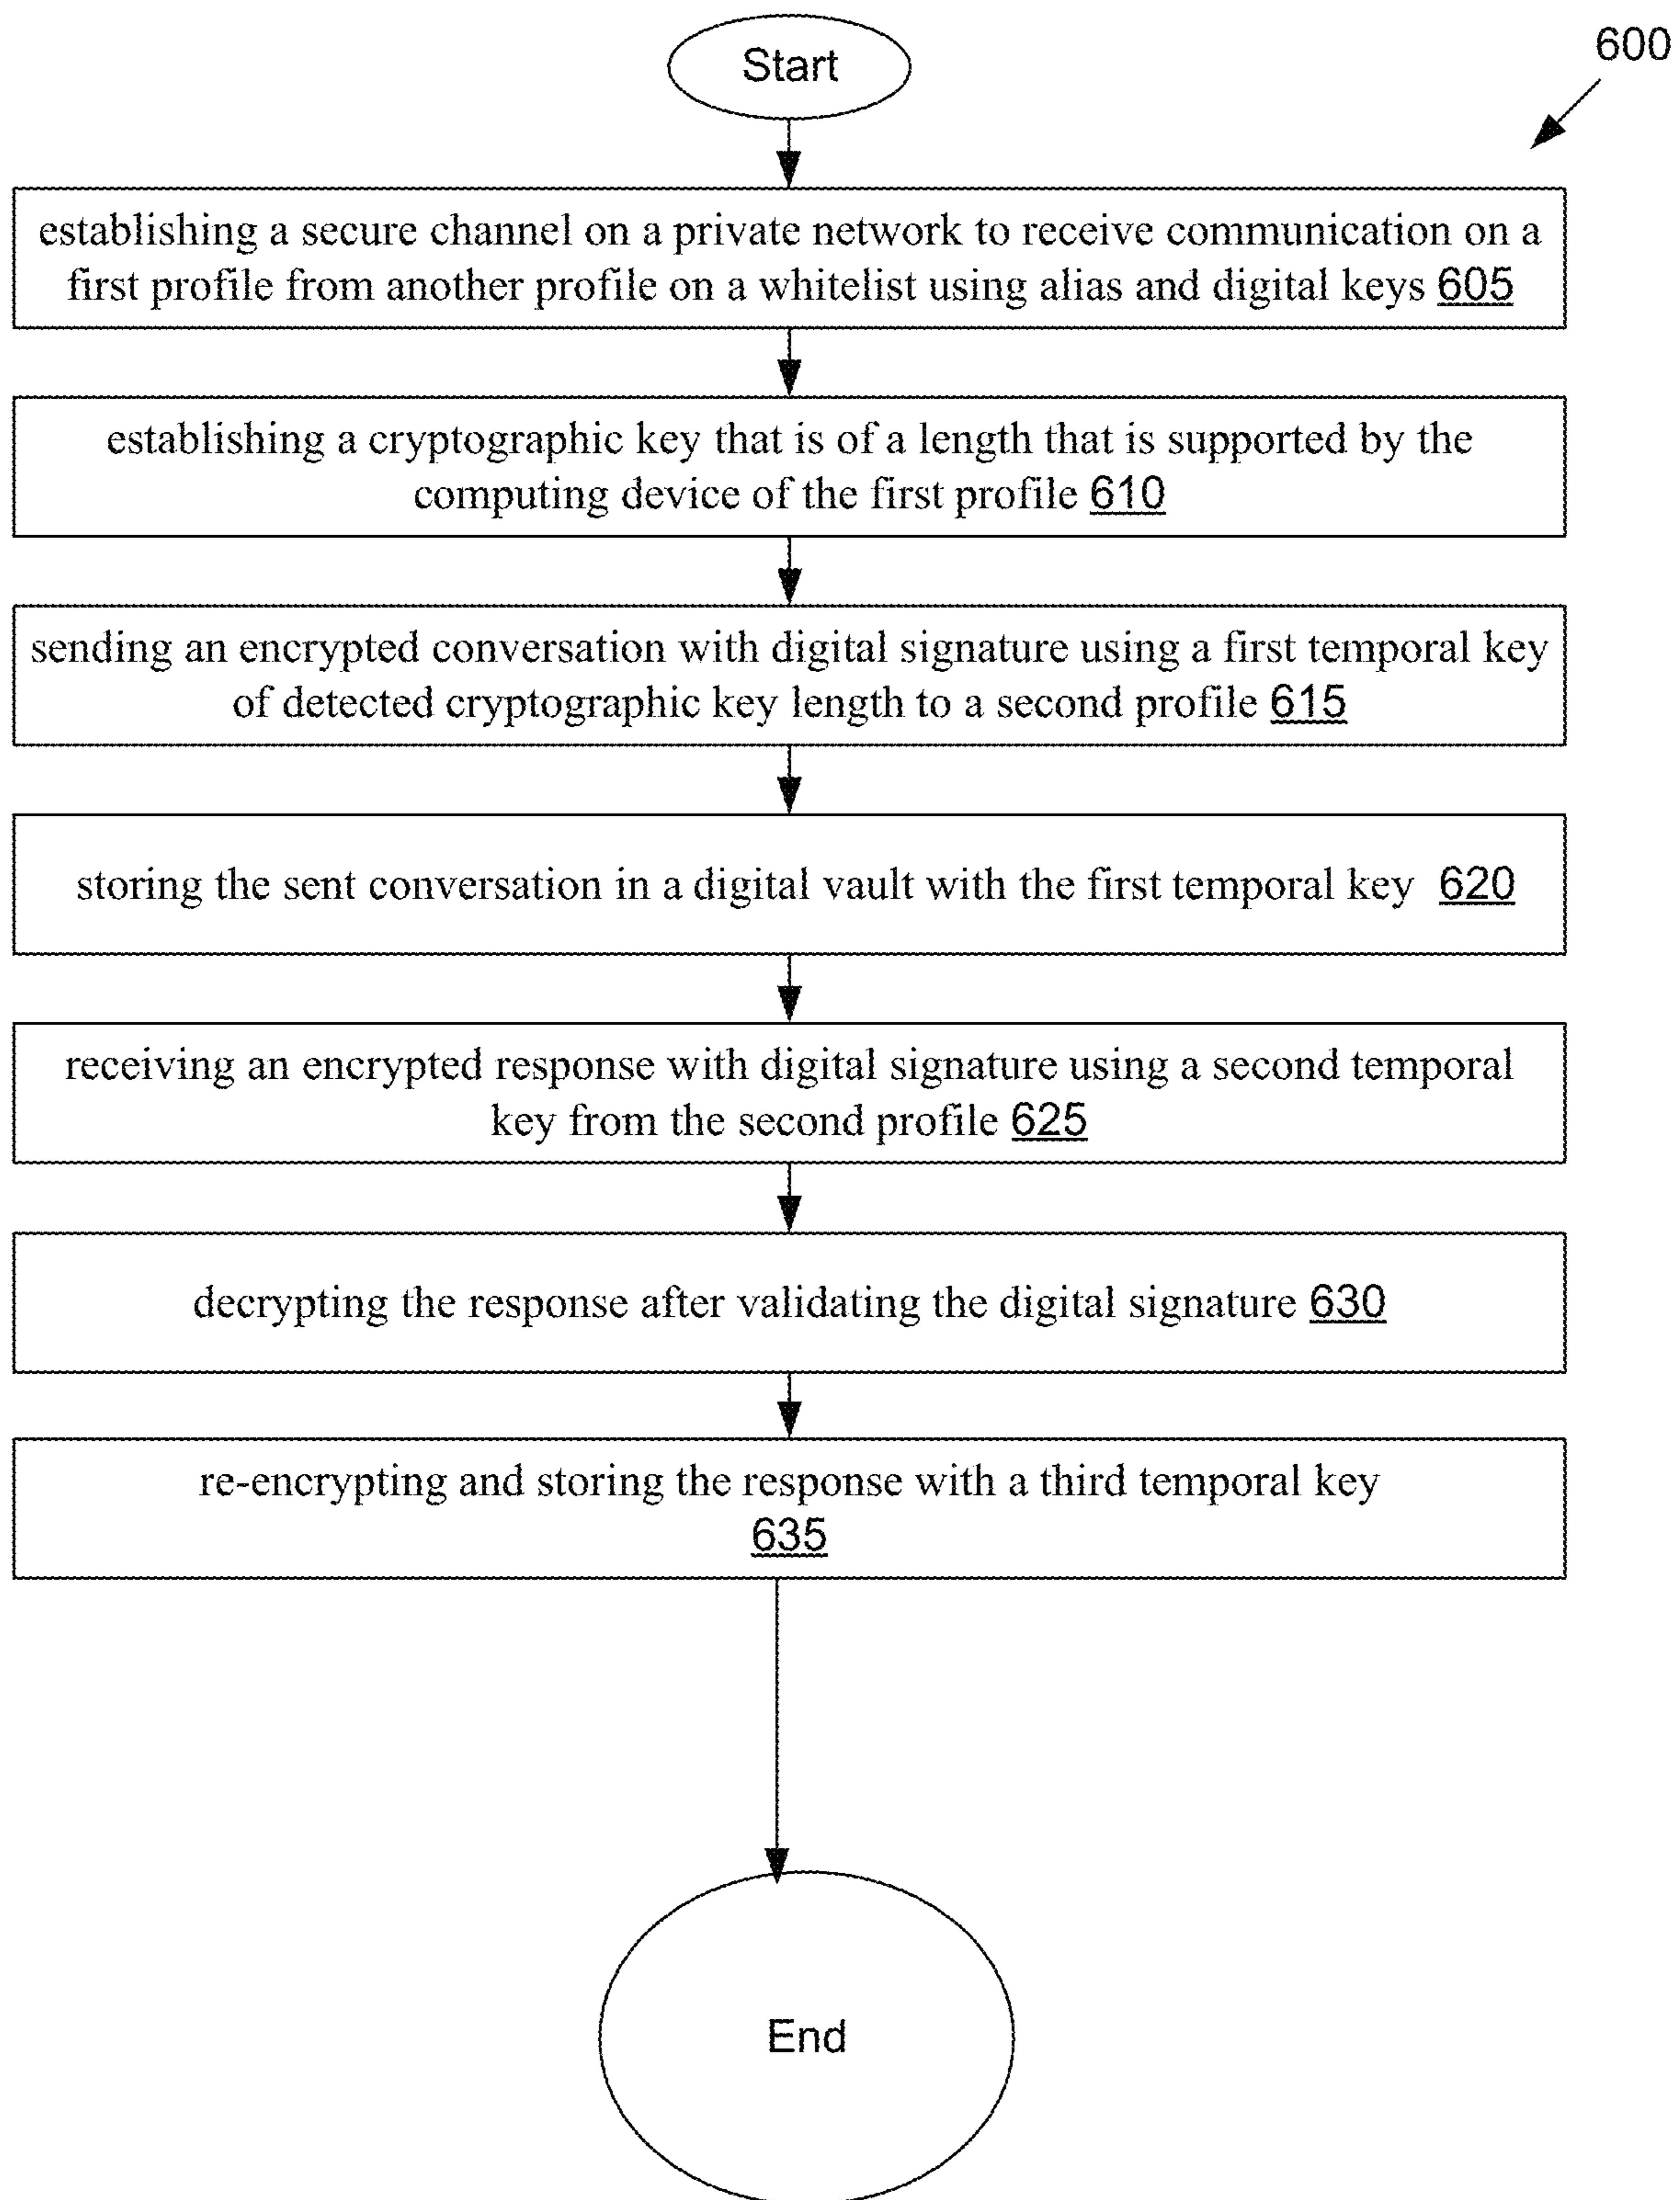 Start
600
establishing a secure channel on a private network to receive communication on a
first profile from another profile on a whitelist using alias and digital keys 605
establishing a cryptographic key that is of a length that is supported by the
computing device of the first profile 610
sending an encrypted conversation with digital signature using a first temporal key
of detected cryptographic key length to a second profile 615
storing the sent conversation in a digital vault with the first temporal key 620
receiving an encrypted response with digital signature using a second temporal
key from the second profile 625
decrypting the response after validating the digital signature 630
re-encrypting and storing the response with a third temporal key
635
End